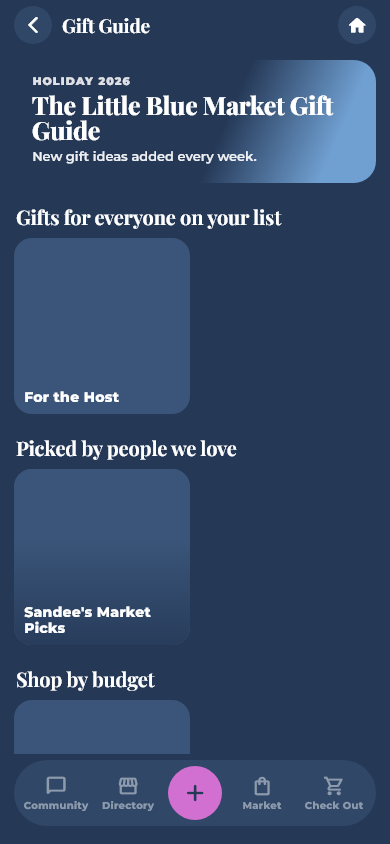 Gift Guide
HOLIDAY 2026
The Little Blue Market Gift
Guide
New gift ideas added every week.
Gifts for everyone on your list
For the Host
Picked by people we love
Sandee's Market
Picks
Shop by budget
Community
Directory
Market
Check Out